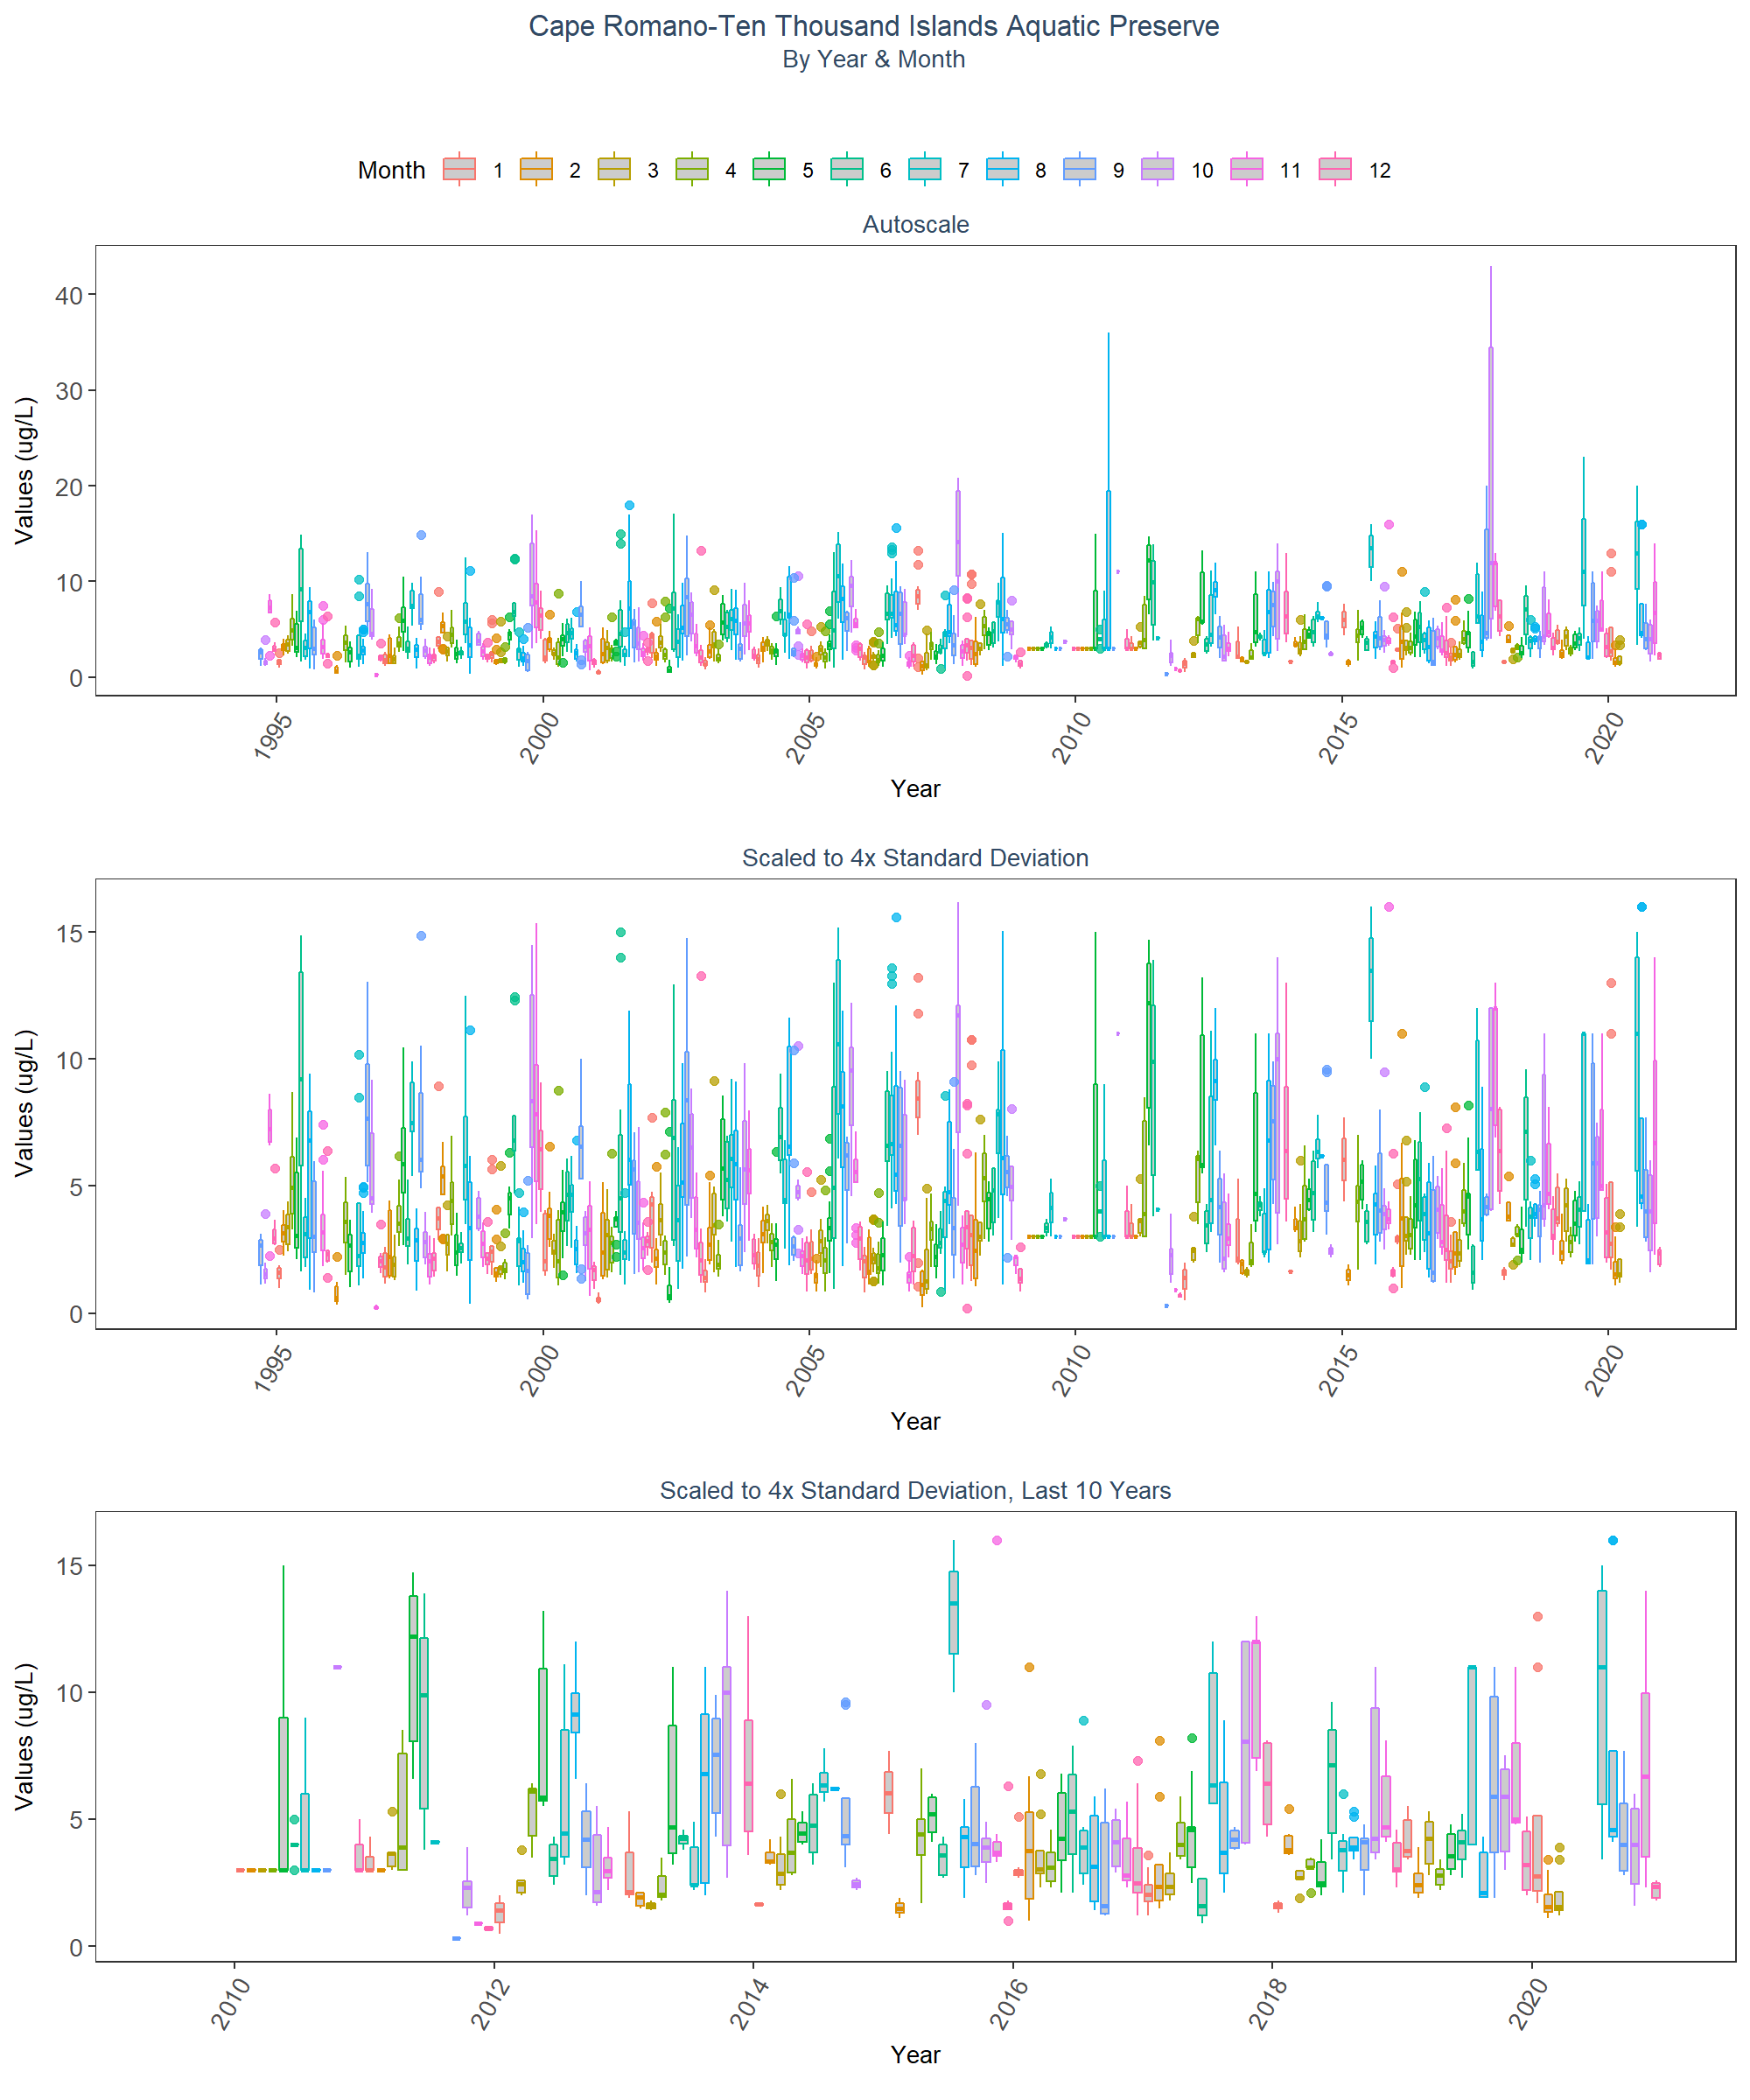 Cape Romano-Ten Thousand Islands Aquatic Preserve
By Year & Month
Month 1 2 3 4 5 6 7 8 9 10 11 12
Autoscale
Values (ug/L)
40
30
20
10
0
1995 2000 2005 2010 2015 2020
Year
Scaled to 4x Standard Deviation
Values (ug/L)
15
10
5
0
1995 2000 2005 2010 2015 2020
Year
Scaled to 4x Standard Deviation, Last 10 Years
Values (ug/L)
15
10
5
0
2010 2012 2014 2016 2018 2020
Year